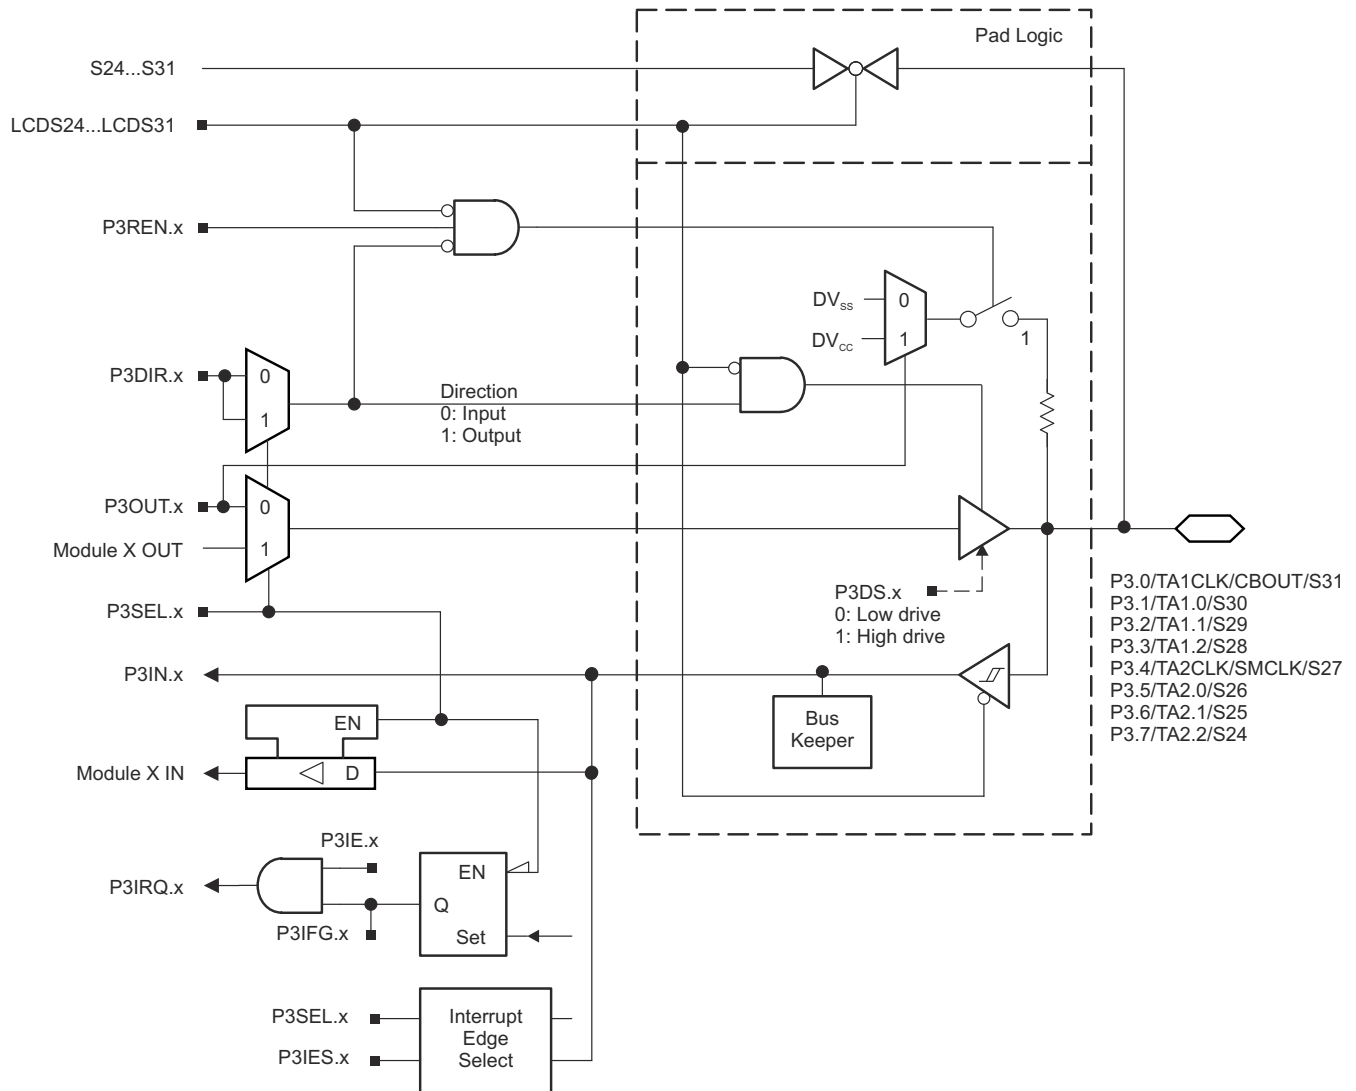 Pad Logic
S24...S31
LCDS24...LCDS31
P3REN.x
DVSS
0
DVCC
1
1
P3DIR.x
0
1
Direction
0: Input
1: Output
P3OUT.x
0
Module X OUT
1
P3SEL.x
P3DS.x
0: Low drive
1: High drive
P3.0/TA1CLK/CBOUT/S31
P3.1/TA1.0/S30
P3.2/TA1.1/S29
P3.3/TA1.2/S28
P3.4/TA2CLK/SMCLK/S27
P3.5/TA2.0/S26
P3.6/TA2.1/S25
P3.7/TA2.2/S24
P3IN.x
Bus
Keeper
EN
Module X IN
D
P3IE.x
P3IRQ.x
EN
Q
P3IFG.x
Set
P3SEL.x
P3IES.x
Interrupt
Edge
Select